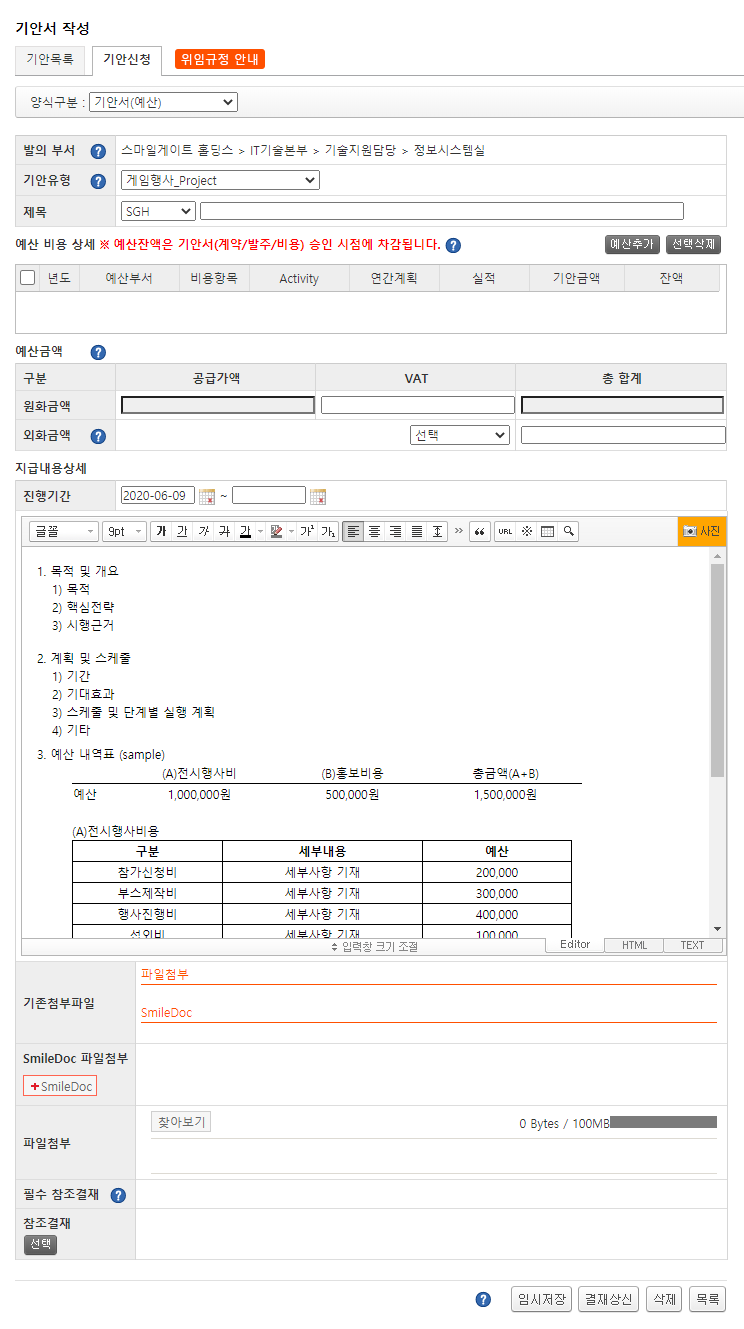 기안서 작성
기안목록 기안신청 위임규정 안내
양식구분 : 기안서(예산)
발의 부서 ? 스마일게이트 홀딩스 > IT기술본부 > 기술지원담당 > 정보시스템실
기안유형 ? 게임행사_Project
제목 SGH
예산 비용 상세 ※ 예산잔액은 기안서(계약/발주/비용) 승인 시점에 차감됩니다. ? 예산추가 선택삭제
년도 예산부서 비용항목 Activity 연간계획 실적 기안금액 잔액
예산금액 ?
구분 공급가액 VAT 총 합계
원화금액
외화금액 ? 선택
지급내용상세
진행기간 2020-06-09 ~
글꼴 9pt 가 가 가 가 가 가¹ 가₁ >> “ URL ※ 사진
1. 목적 및 개요
1) 목적
2) 핵심전략
3) 시행근거
2. 계획 및 스케줄
1) 기간
2) 기대효과
3) 스케줄 및 단계별 실행 계획
4) 기타
3. 예산 내역표 (sample)
(A)전시행사비 (B)홍보비용 총금액(A+B)
예산 1,000,000원 500,000원 1,500,000원
(A)전시행사비용
구분 세부내용 예산
참가신청비 세부사항 기재 200,000
부스제작비 세부사항 기재 300,000
행사진행비 세부사항 기재 400,000
섭외비 세부사항 기재 100,000
입력창 크기 조절 Editor HTML TEXT
기존첨부파일 파일첨부
SmileDoc
SmileDoc 파일첨부
+SmileDoc
파일첨부 찾아보기 0 Bytes / 100MB
필수 참조결재 ?
참조결재
선택
? 임시저장 결재상신 삭제 목록